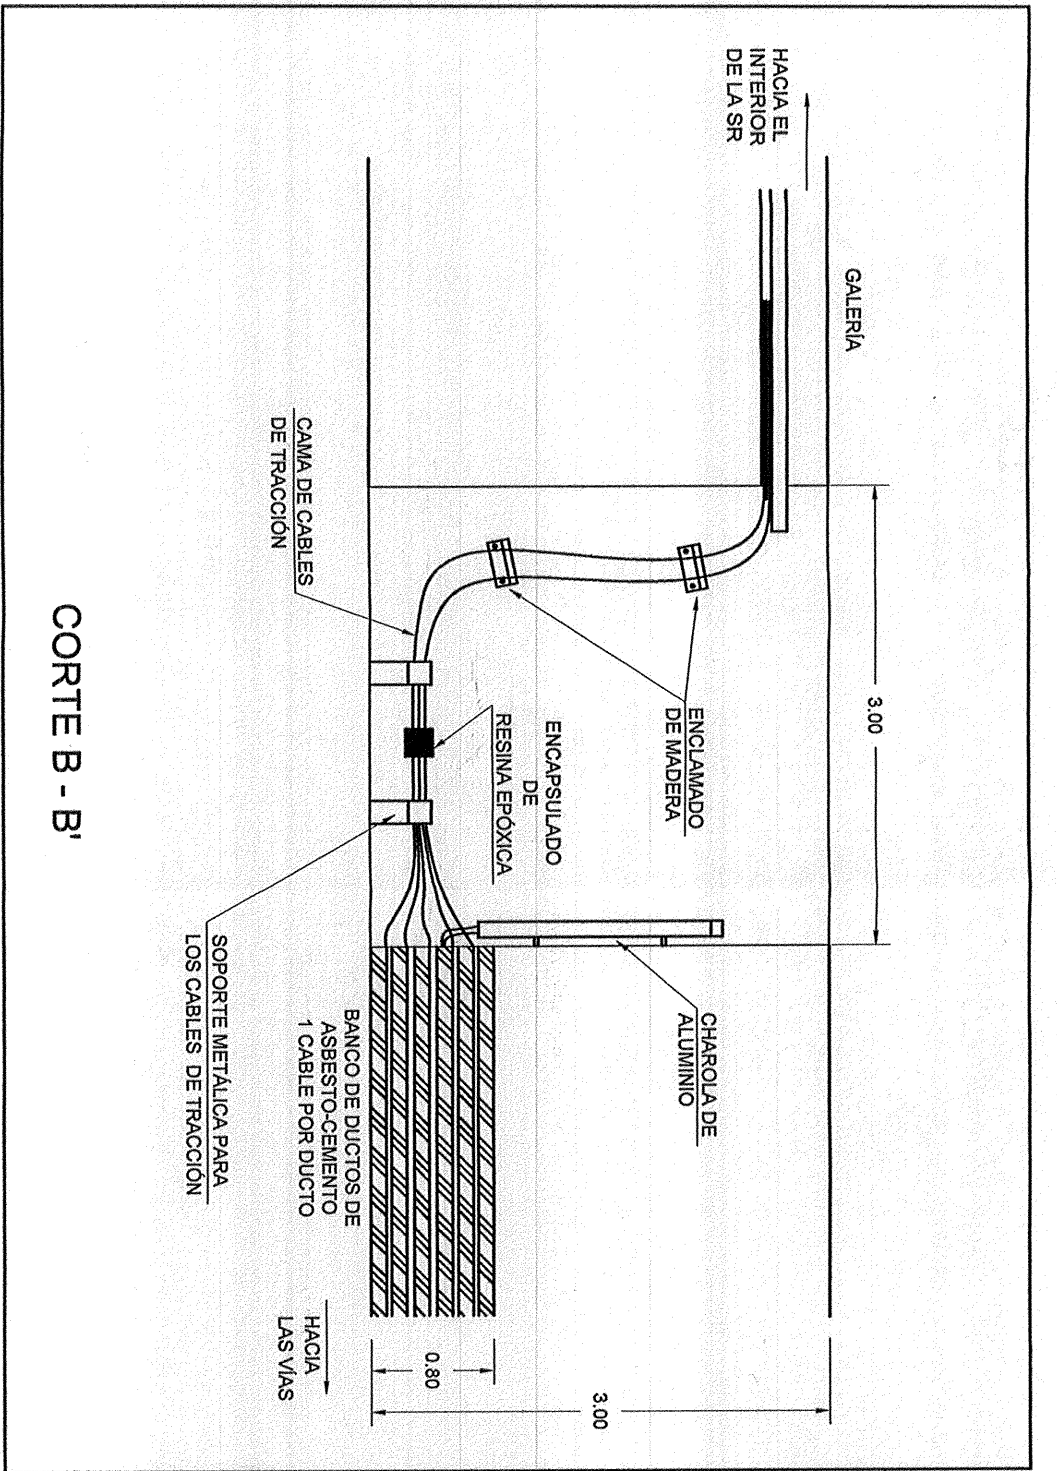 GALERÍA
HACIA EL
INTERIOR
DE LA SR
3.00
ENCLAMADO
DE MADERA
CHAROLA DE
ALUMINIO
ENCAPSULADO
DE
RESINA EPÓXICA
3.00
0.80
CAMA DE CABLES
DE TRACCIÓN
BANCO DE DUCTOS DE
ASBESTO-CEMENTO
1 CABLE POR DUCTO
HACIA
LAS VÍAS
SOPORTE METÁLICA PARA
LOS CABLES DE TRACCIÓN
CORTE B - B'